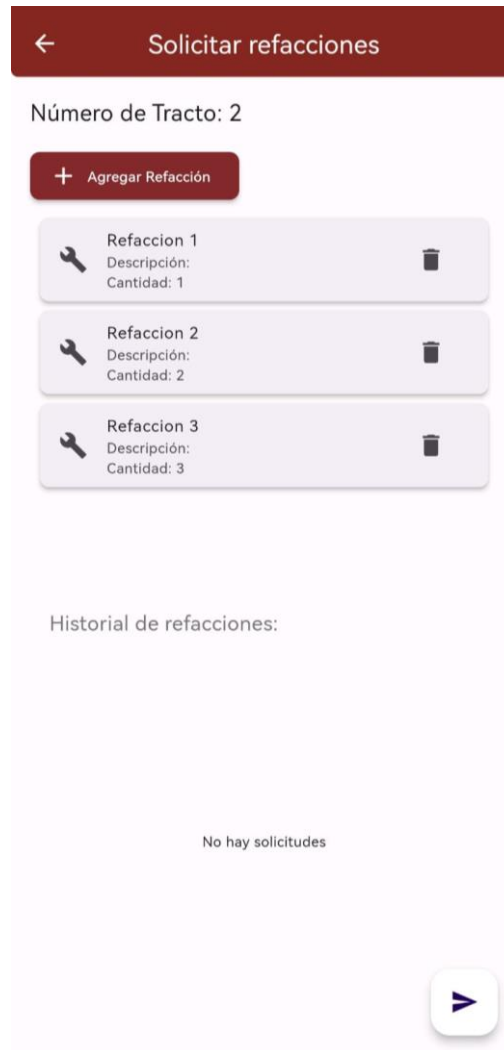 Solicitar refacciones
Número de Tracto: 2
Agregar Refacción
Refaccion 1
Descripción:
Cantidad: 1
Refaccion 2
Descripción:
Cantidad: 2
Refaccion 3
Descripción:
Cantidad: 3
Historial de refacciones:
No hay solicitudes